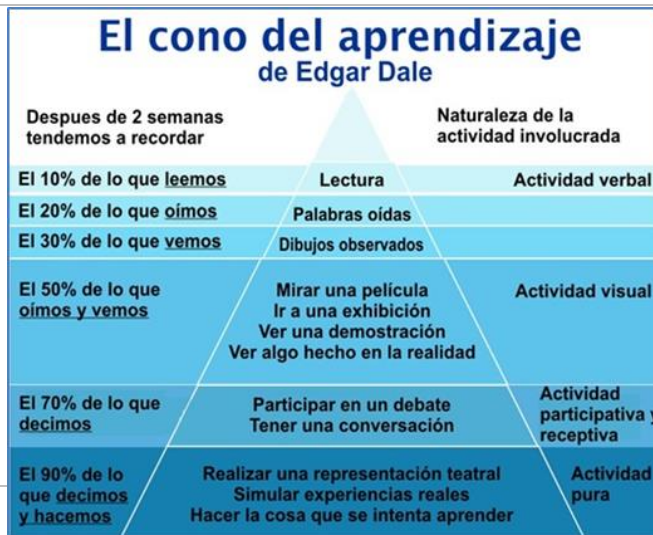 El cono del aprendizaje
de Edgar Dale
Despues de 2 semanas
tendemos a recordar
Naturaleza de la
actividad involucrada
El 10% de lo que leemos
Lectura
Actividad verbal
El 20% de lo que oímos
Palabras oídas
El 30% de lo que vemos
Dibujos observados
El 50% de lo que
oímos y vemos
Mirar una película
Ir a una exhibición
Ver una demostración
Ver algo hecho en la realidad
Actividad visual
El 70% de lo que
decimos
Participar en un debate
Tener una conversación
Actividad
participativa y
receptiva
El 90% de lo
que decimos
y hacemos
Realizar una representación teatral
Simular experiencias reales
Hacer la cosa que se intenta aprender
Actividad
pura